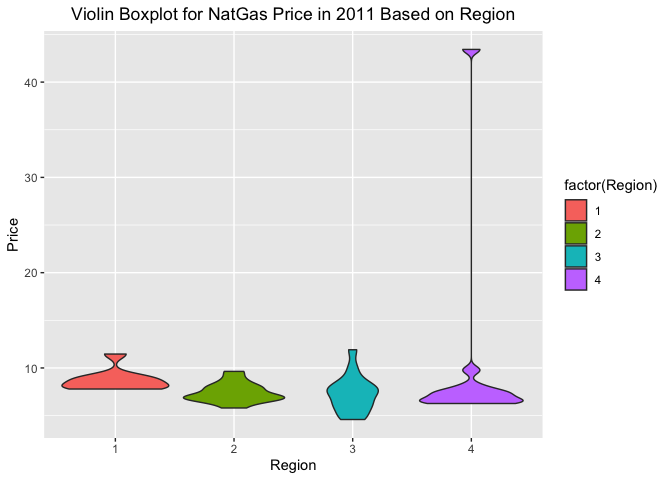 Violin Boxplot for NatGas Price in 2011 Based on Region
40
30
20
10
Price
1 2 3 4
Region
factor(Region)
1
2
3
4